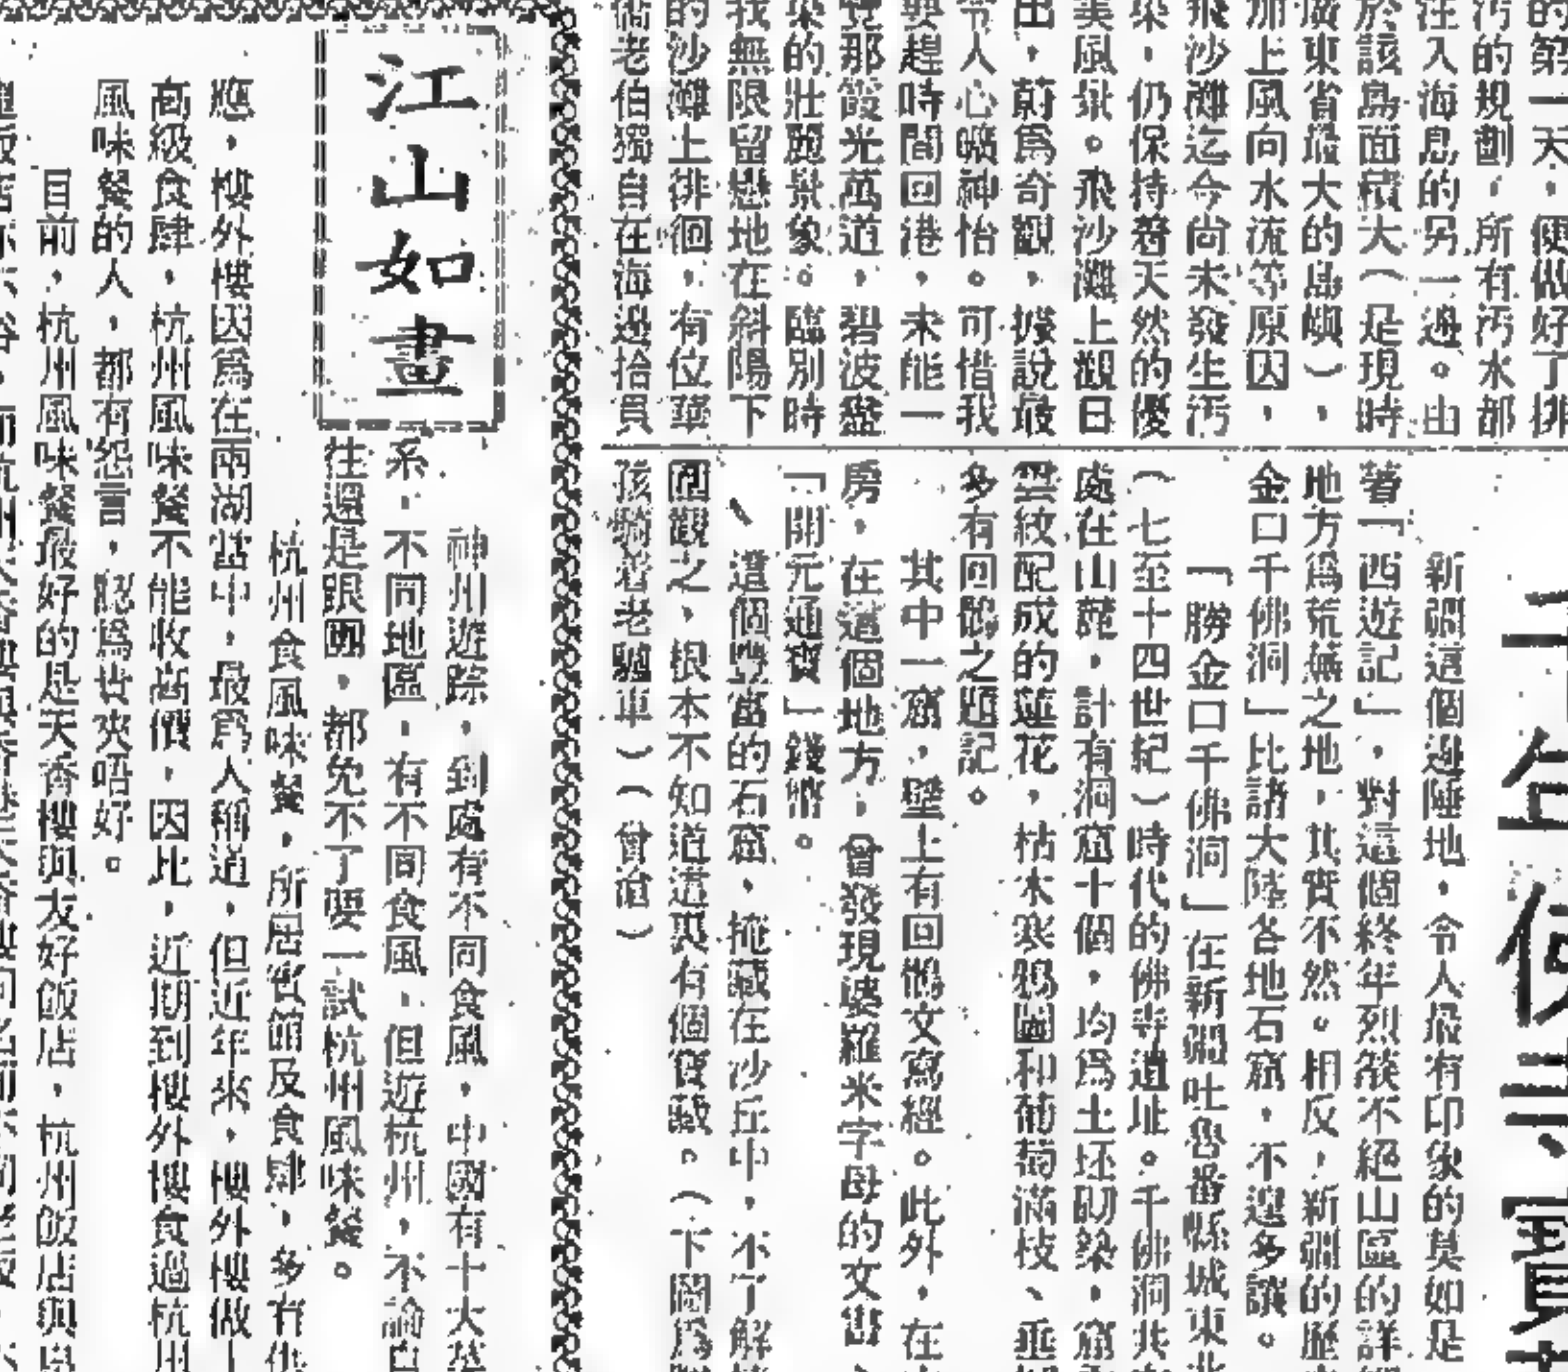 的第一天，便做好了排
污的規劃，所有污水都
注入海島的另一邊。由
於該島面積大（是現時
廣東省最大的島嶼），
加上風向水流等原因，
飛沙灘迄今尚未發生污
染，仍保持着天然的優
美風景。飛沙灘上觀日
出，蔚爲奇觀，據說最
令人心曠神怡。可惜我
要趕時間回港，未能一
覽那霞光萬道，碧波盡
染的壯麗景象。臨別時
我無限留戀地在斜陽下
的沙灘上徘徊，有位華
僑老伯獨自在海邊拾貝
千年佛寺寶
新疆這個邊陲地，令人最有印象的莫如是
著「西遊記」，對這個終年烈燄不絕山區的詳
地方爲荒蕪之地，其實不然。相反，新疆的歷
金口千佛洞」比諸大陸各地石窟，不遑多讓。
「勝金口千佛洞」在新疆吐魯番縣城東北
（七至十四世紀）時代的佛寺遺址。千佛洞共
處在山麓，計有洞窟十個，均爲土坯砌築，窟
雲紋配成的蓮花，枯木寒鴉圖和葡萄滿枝、垂
多有回鶻之題記。
其中一窟，壁上有回鶻文寫經。此外，在
房，在這個地方，曾發現婆羅米字母的文書、
「開元通寶」錢幣。
這個豐富的石窟，掩藏在沙丘中，不了解
圍觀之，根本不知道這裏有個寶藏。（下圖爲
孩騎着老驢車）（曾滄）
江山如畫
神州遊踪，到處有不同食風，中國有十大菜
系，不同地區，有不同食風，但遊杭州，不論自
往還是跟團，都免不了要一試杭州風味餐。
杭州食風味餐，所居賓館及食肆，多有供
應，樓外樓因爲在西湖當中，最爲人稱道，但近年來，樓外樓做
高級食肆，杭州風味餐不能收高價，因此，近期到樓外樓食過杭
風味餐的人，都有怨言，認爲貴夾唔好。
目前，杭州風味餐最好的是天香樓與友好飯店，杭州飯店與